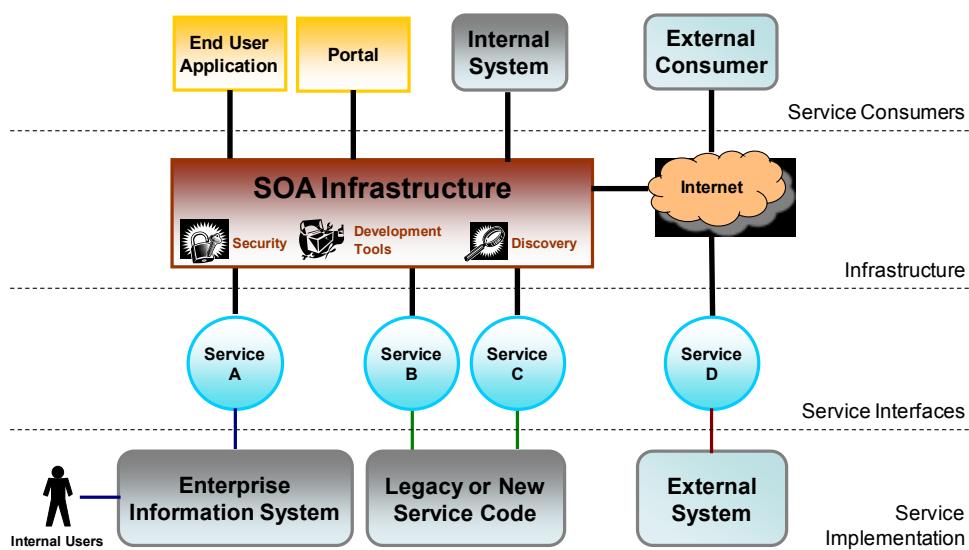 End User
Application
Portal
Internal
System
External
Consumer
Service Consumers
SOA Infrastructure
Internet
Security
Development
Tools
Discovery
Infrastructure
Service
A
Service
B
Service
C
Service
D
Service Interfaces
Enterprise
Information System
Legacy or New
Service Code
External
System
Internal Users
Service
Implementation